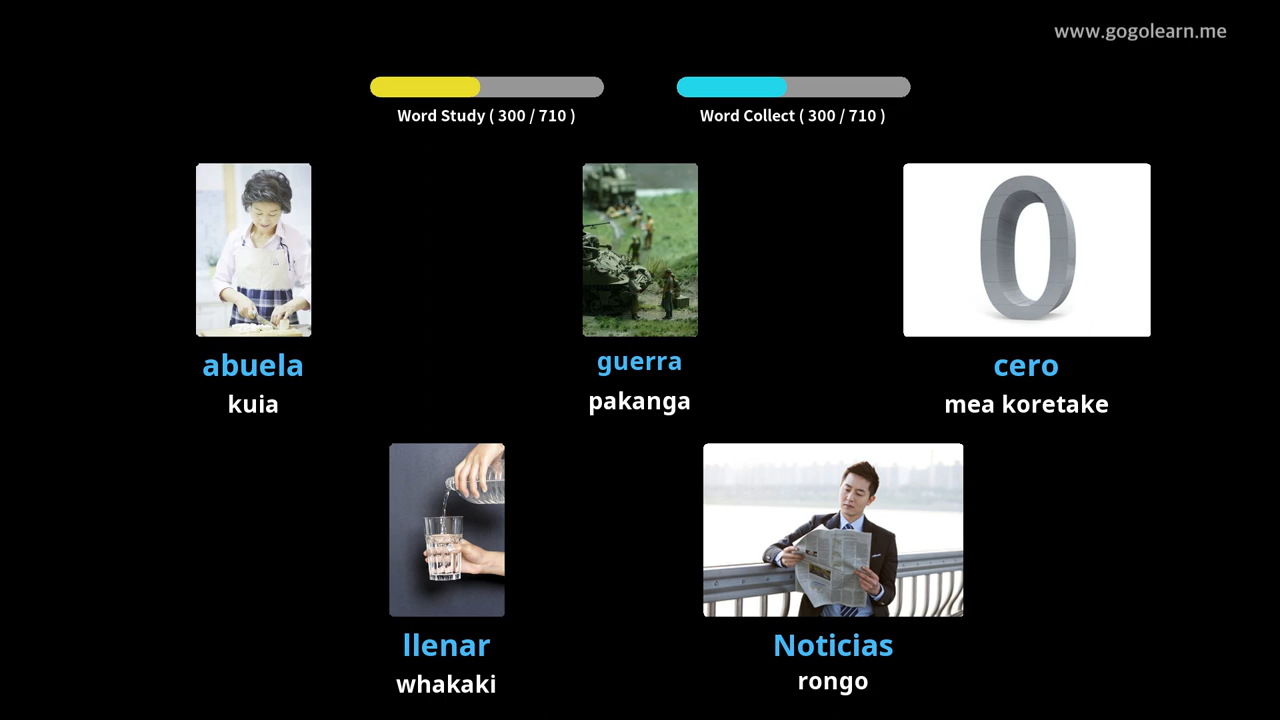 www.gogolearn.me
Word Study ( 300 / 710 )
Word Collect ( 300 / 710 )
abuela
kuia
guerra
pakanga
cero
mea koretake
llenar
whakaki
Noticias
rongo